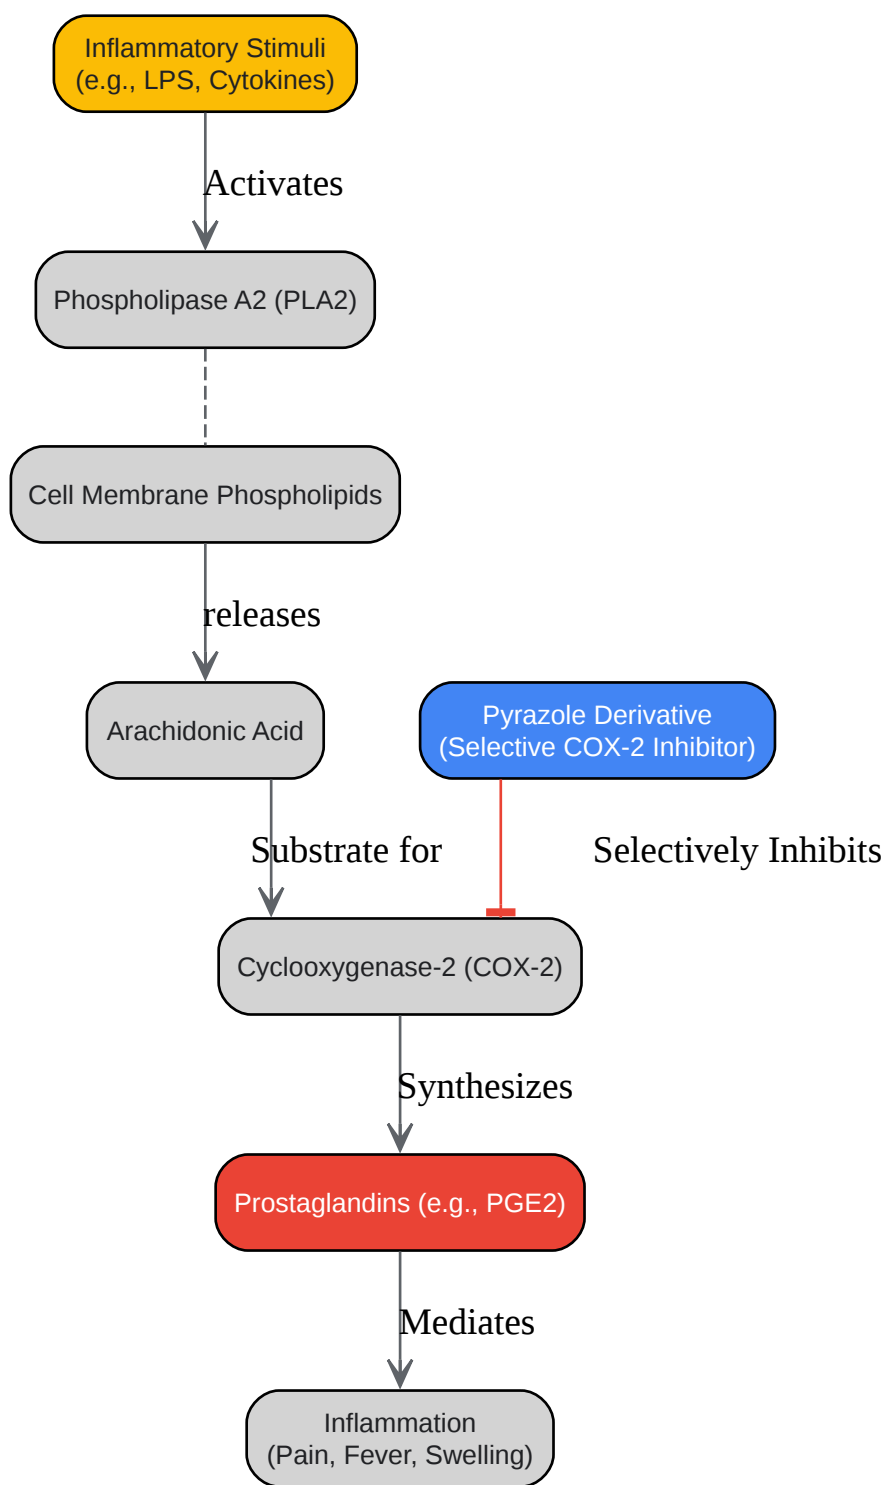 Inflammatory Stimuli
(e.g., LPS, Cytokines)
Activates
Phospholipase A2 (PLA2)
Cell Membrane Phospholipids
releases
Arachidonic Acid
Pyrazole Derivative
(Selective COX-2 Inhibitor)
Substrate for
Selectively Inhibits
Cyclooxygenase-2 (COX-2)
Synthesizes
Prostaglandins (e.g., PGE2)
Mediates
Inflammation
(Pain, Fever, Swelling)